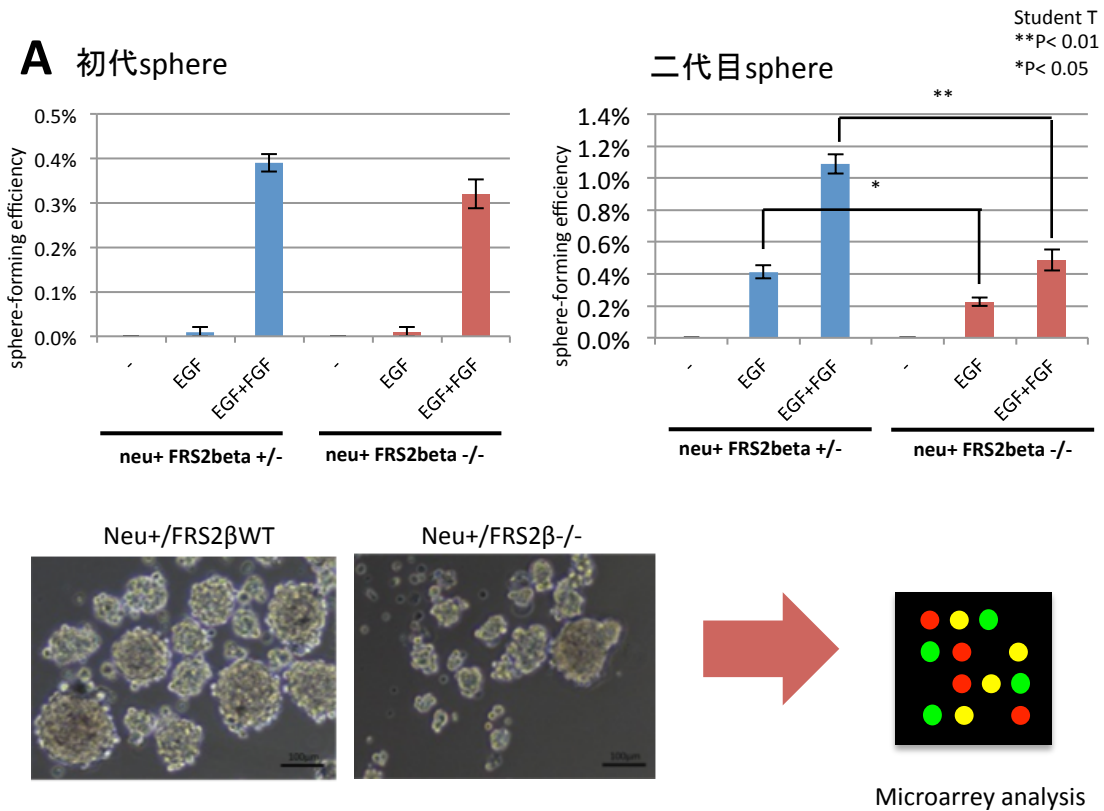 Student T
**P< 0.01
*P< 0.05
A 初代sphere
二代目sphere
sphere-forming efficiency
0.5%
0.4%
0.3%
0.2%
0.1%
0.0%
-
EGF
EGF+FGF
-
EGF
EGF+FGF
neu+ FRS2beta +/-
neu+ FRS2beta -/-
sphere-forming efficiency
1.4%
1.2%
1.0%
0.8%
0.6%
0.4%
0.2%
0.0%
**
*
-
EGF
EGF+FGF
-
EGF
EGF+FGF
neu+ FRS2beta +/-
neu+ FRS2beta -/-
Neu+/FRS2βWT
Neu+/FRS2β-/-
100μm
100μm
Microarrey analysis